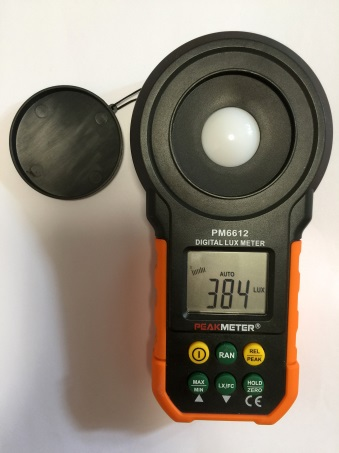 PM6612
DIGITAL LUX METER
AUTO
384 LUX
PEAKMETER®
RAN
REL
PEAK
MAX
MIN
LX/FC
HOLD
ZERO
CE